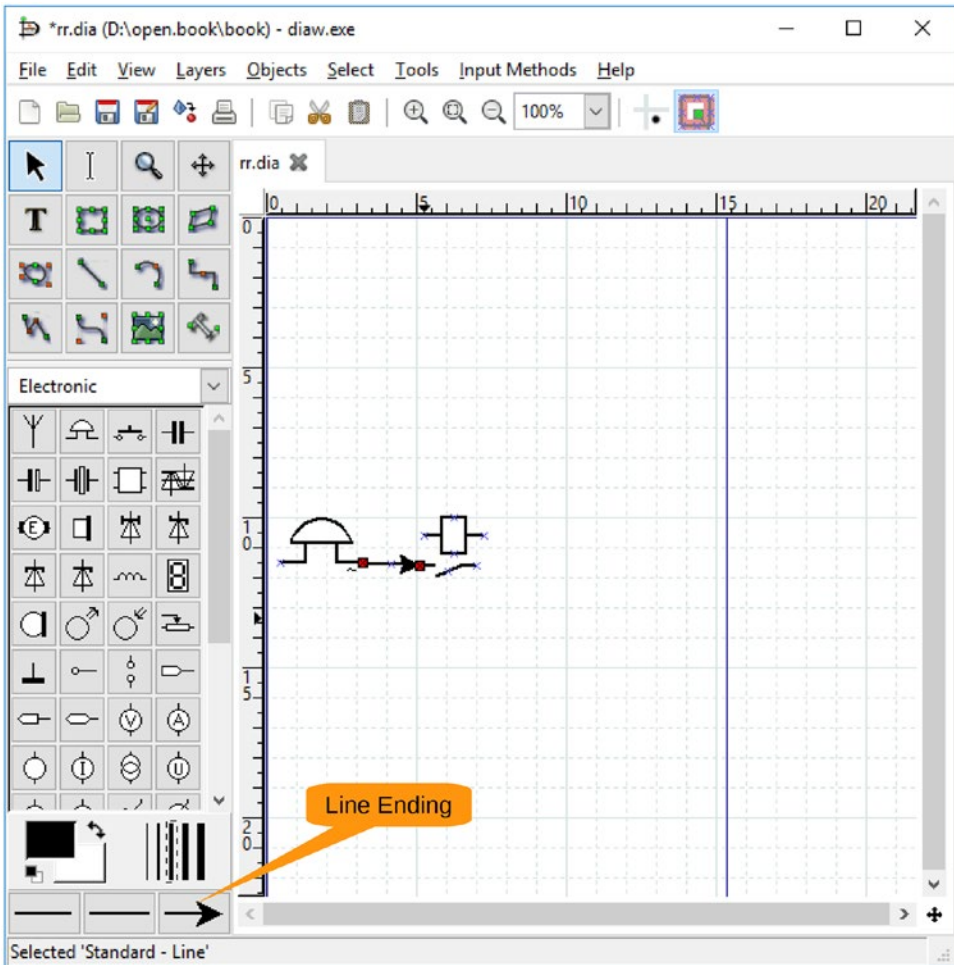 *rr.dia (D:\open.book\book) - diaw.exe
File Edit View Layers Objects Select Tools Input Methods Help
100%
rr.dia
T
0 5 10 15 20
0
5
10
15
20
Electronic
E
V A
I U
Line Ending
Selected 'Standard - Line'